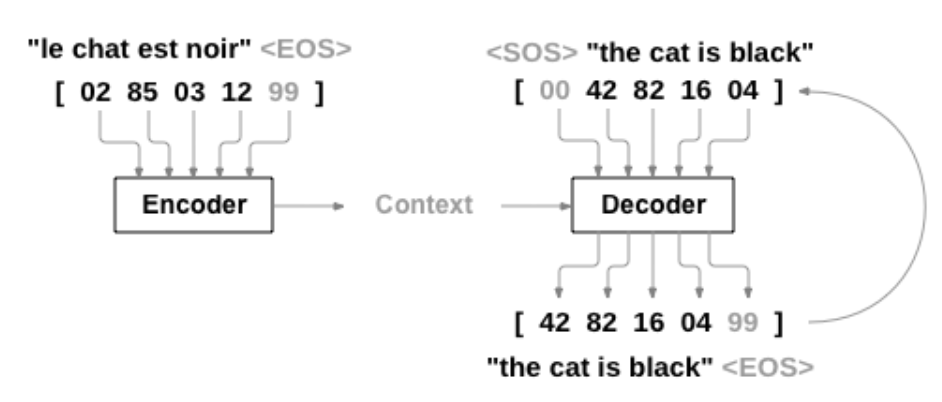 "le chat est noir" <EOS>
[ 02 85 03 12 99 ]
Encoder
Context
<SOS> "the cat is black"
[ 00 42 82 16 04 ]
Decoder
[ 42 82 16 04 99 ]
"the cat is black" <EOS>